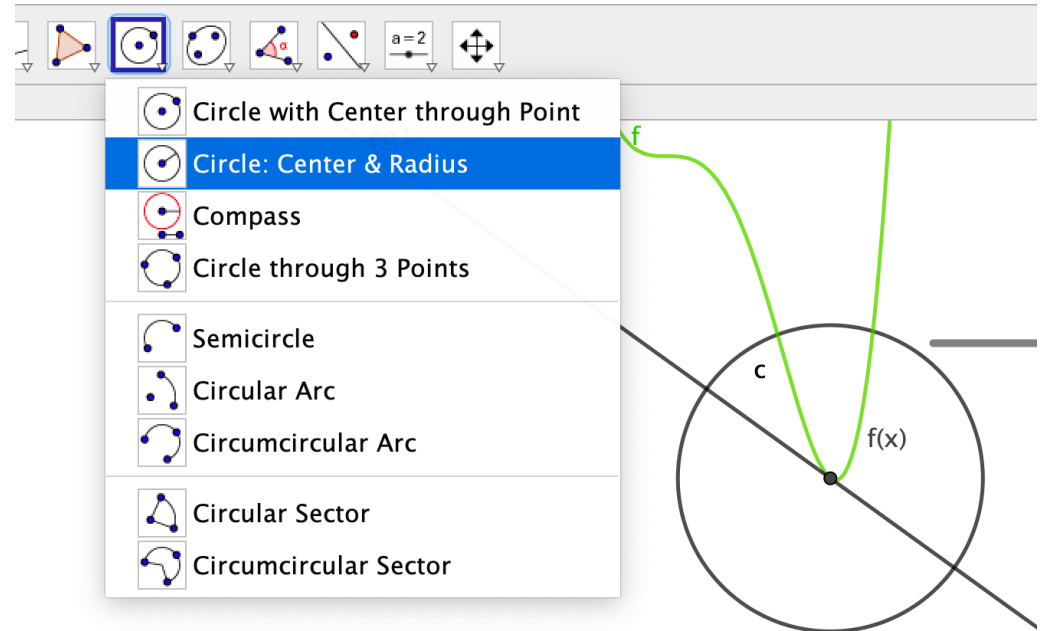 α
a=2
Circle with Center through Point
Circle: Center & Radius
Compass
Circle through 3 Points
Semicircle
Circular Arc
Circumcircular Arc
Circular Sector
Circumcircular Sector
f
c
f(x)